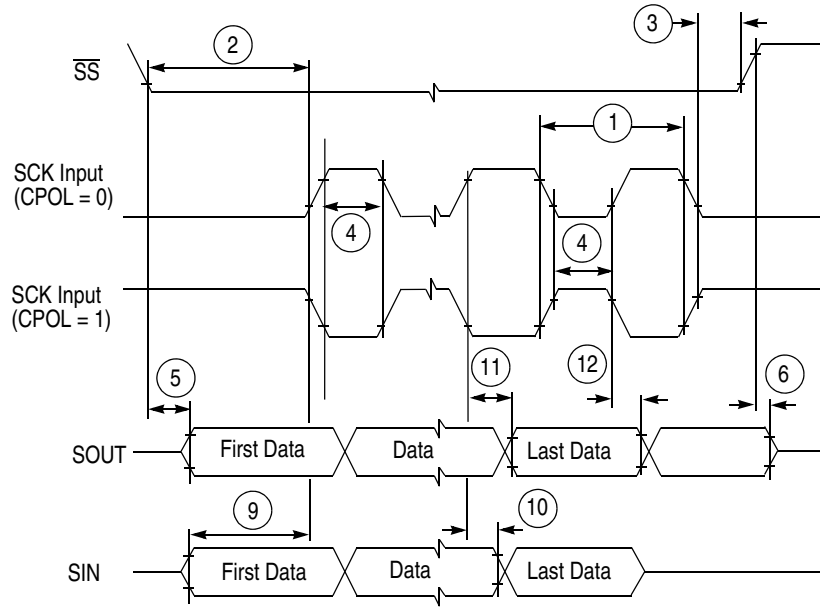 2
3
SS
1
SCK Input
(CPOL = 0)
4
4
SCK Input
(CPOL = 1)
5
11
12
6
SOUT
First Data
Data
Last Data
9
10
SIN
First Data
Data
Last Data